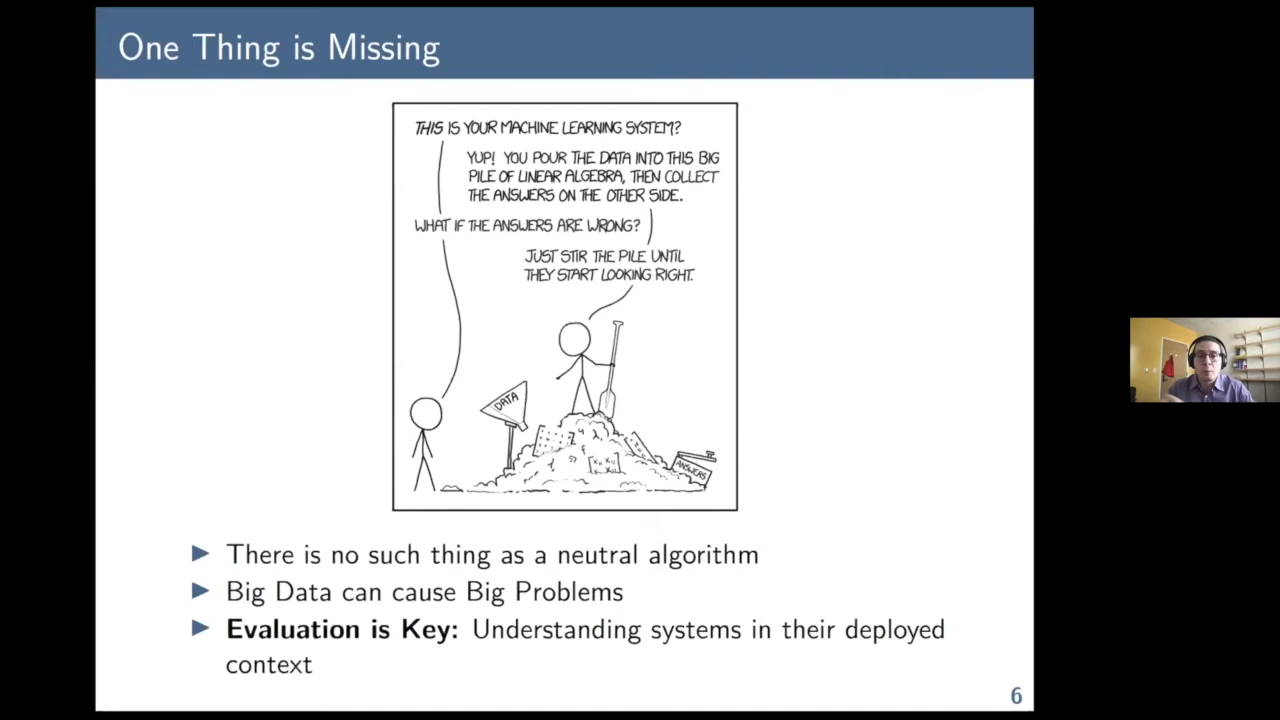 One Thing is Missing
THIS IS YOUR MACHINE LEARNING SYSTEM?
YUP! YOU POUR THE DATA INTO THIS BIG
PILE OF LINEAR ALGEBRA, THEN COLLECT
THE ANSWERS ON THE OTHER SIDE.
WHAT IF THE ANSWERS ARE WRONG?
JUST STIR THE PILE UNTIL
THEY START LOOKING RIGHT.
DATA
ANSWERS
▶ There is no such thing as a neutral algorithm
▶ Big Data can cause Big Problems
▶ Evaluation is Key: Understanding systems in their deployed
context
6